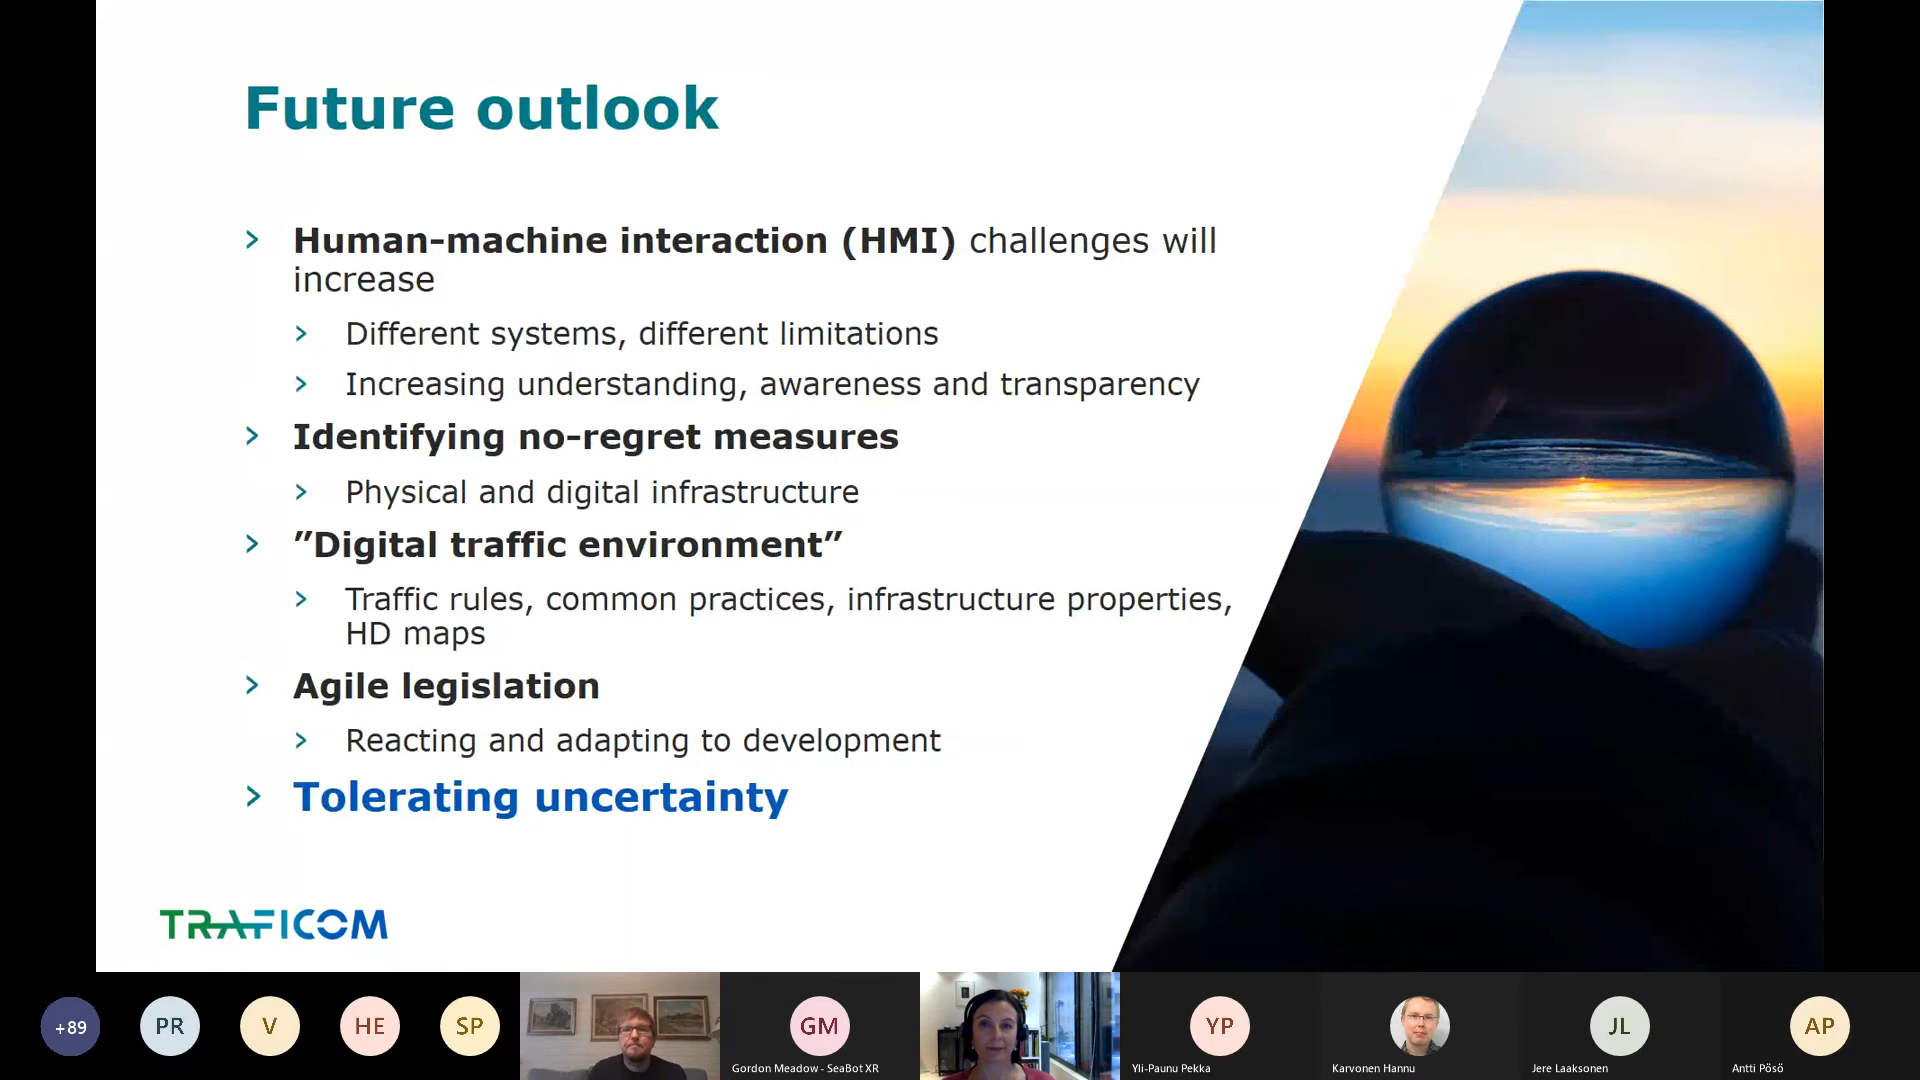 Future outlook
> Human-machine interaction (HMI) challenges will
increase
> Different systems, different limitations
> Increasing understanding, awareness and transparency
> Identifying no-regret measures
> Physical and digital infrastructure
> ”Digital traffic environment”
> Traffic rules, common practices, infrastructure properties,
HD maps
> Agile legislation
> Reacting and adapting to development
> Tolerating uncertainty
TRAFICOM
+89
PR
V
HE
SP
GM
Gordon Meadow - SeaBot XR
YP
Yli-Paunu Pekka
Karvonen Hannu
JL
Jere Laaksonen
AP
Antti Pösö